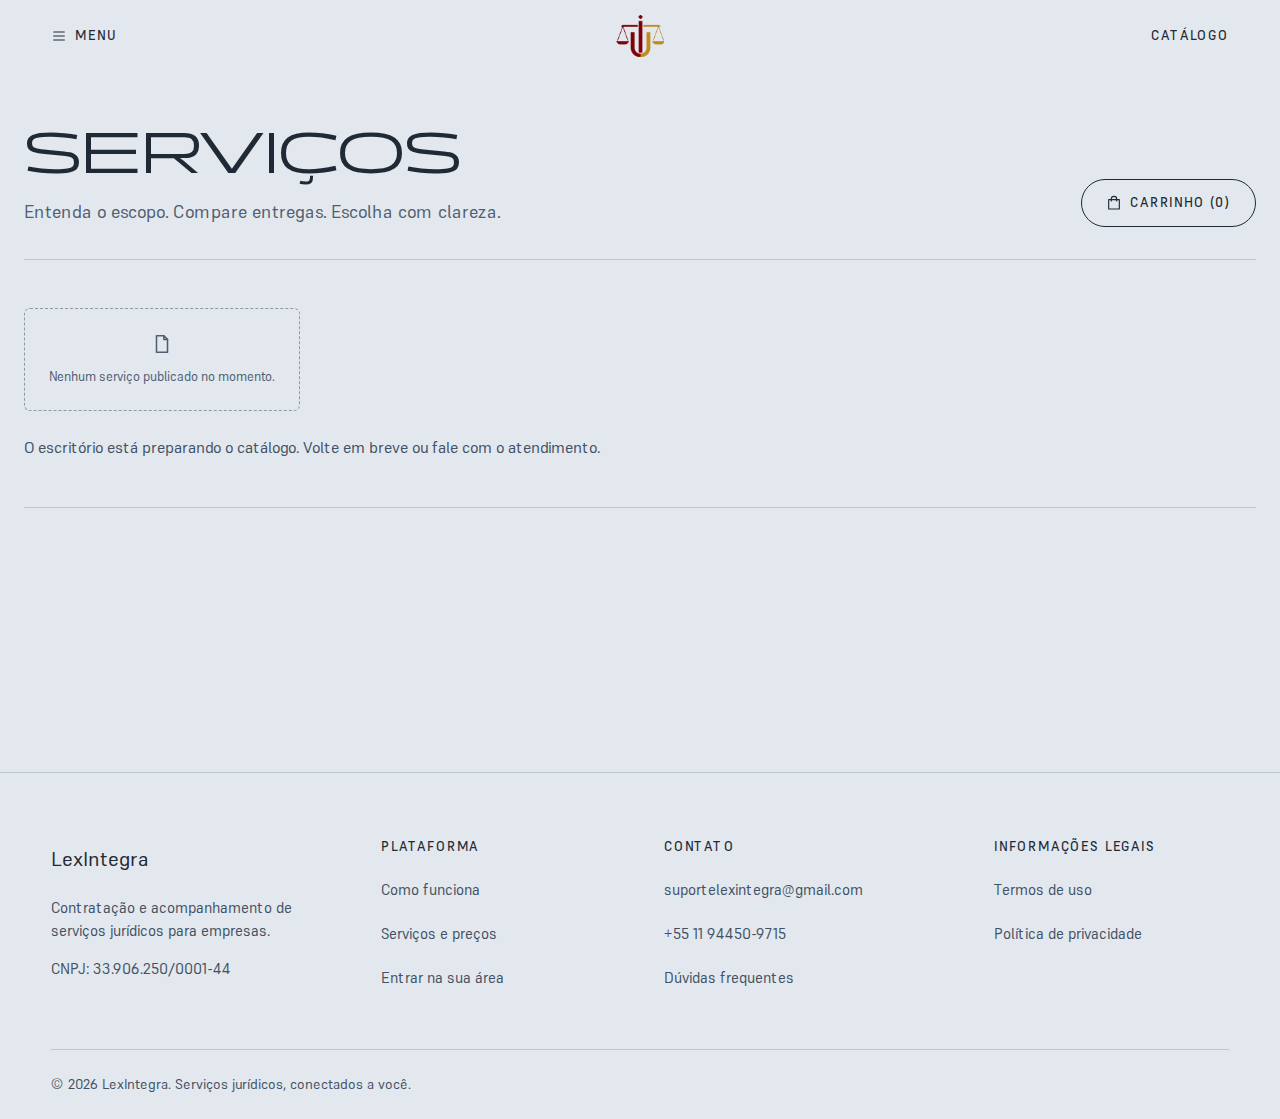 MENU
CATÁLOGO
SERVIÇOS
Entenda o escopo. Compare entregas. Escolha com clareza.
CARRINHO (0)
Nenhum serviço publicado no momento.
O escritório está preparando o catálogo. Volte em breve ou fale com o atendimento.
LexIntegra
Contratação e acompanhamento de
serviços jurídicos para empresas.
CNPJ: 33.906.250/0001-44
PLATAFORMA
Como funciona
Serviços e preços
Entrar na sua área
CONTATO
suportelexintegra@gmail.com
+55 11 94450-9715
Dúvidas frequentes
INFORMAÇÕES LEGAIS
Termos de uso
Política de privacidade
© 2026 LexIntegra. Serviços jurídicos, conectados a você.